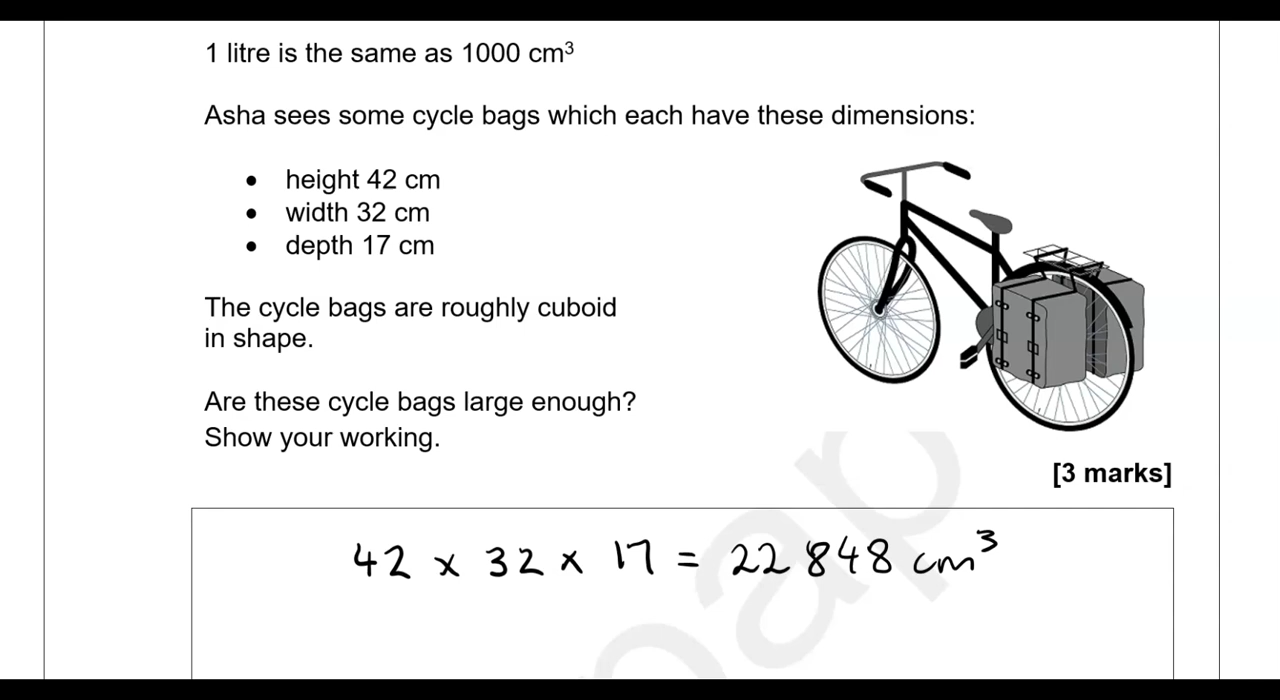 1 litre is the same as 1000 cm³
Asha sees some cycle bags which each have these dimensions:
• height 42 cm
• width 32 cm
• depth 17 cm
The cycle bags are roughly cuboid
in shape.
Are these cycle bags large enough?
Show your working.
[3 marks]
42 x 32 x 17 = 22848 cm³